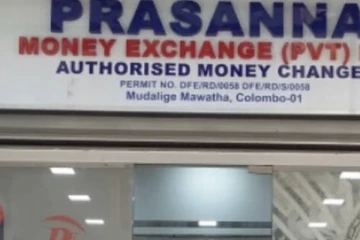 PRASANNA
MONEY EXCHANGE (PVT)
AUTHORISED MONEY CHANGE
PERMIT NO. DFE/RD/0058 DFE/RD/S/0058
Mudalige Mawatha, Colombo-01